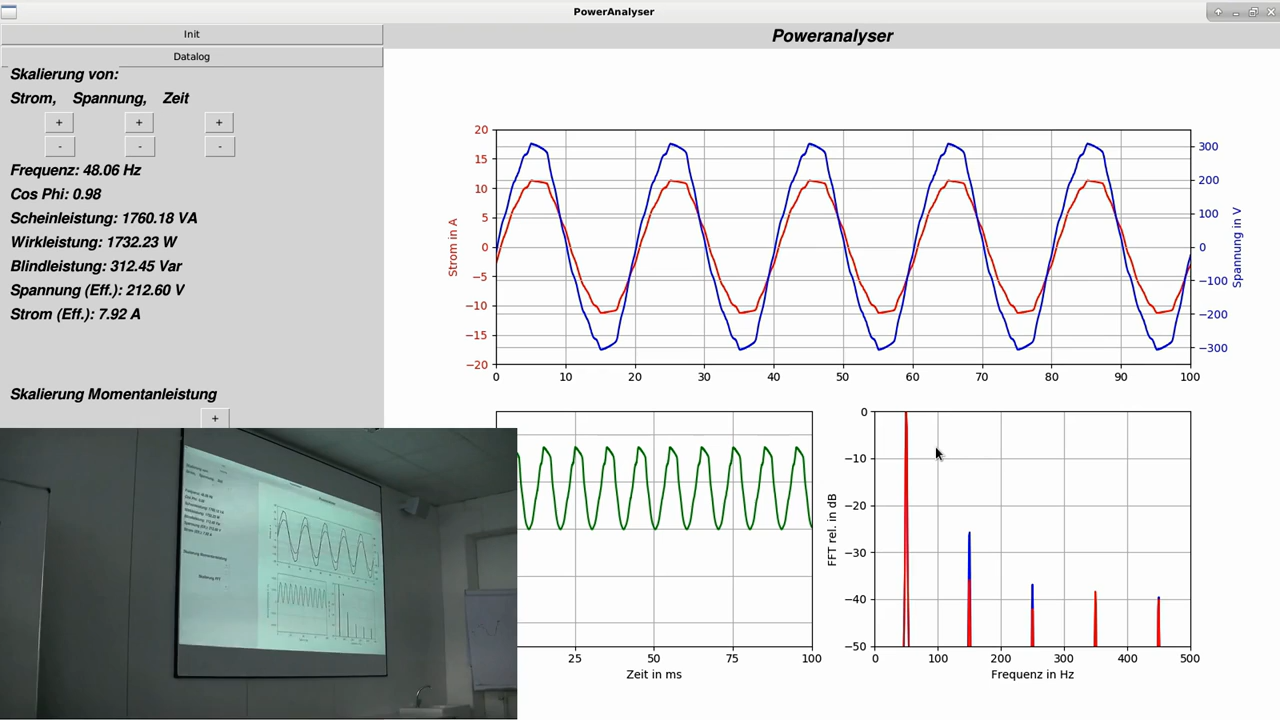 PowerAnalyser
Init
Poweranalyser
Datalog
Skalierung von:
Strom, Spannung, Zeit
+ + +
- - -
Frequenz: 48.06 Hz
Cos Phi: 0.98
Scheinleistung: 1760.18 VA
Wirkleistung: 1732.23 W
Blindleistung: 312.45 Var
Spannung (Eff.): 212.60 V
Strom (Eff.): 7.92 A
Skalierung Momentanleistung
+
Strom in A
20
15
10
5
0
−5
−10
−15
−20
0 10 20 30 40 50 60 70 80 90 100
300
200
100
0
−100
−200
−300
Spannung in V
25 50 75 100
Zeit in ms
FFT rel. in dB
0
−10
−20
−30
−40
−50
0 100 200 300 400 500
Frequenz in Hz